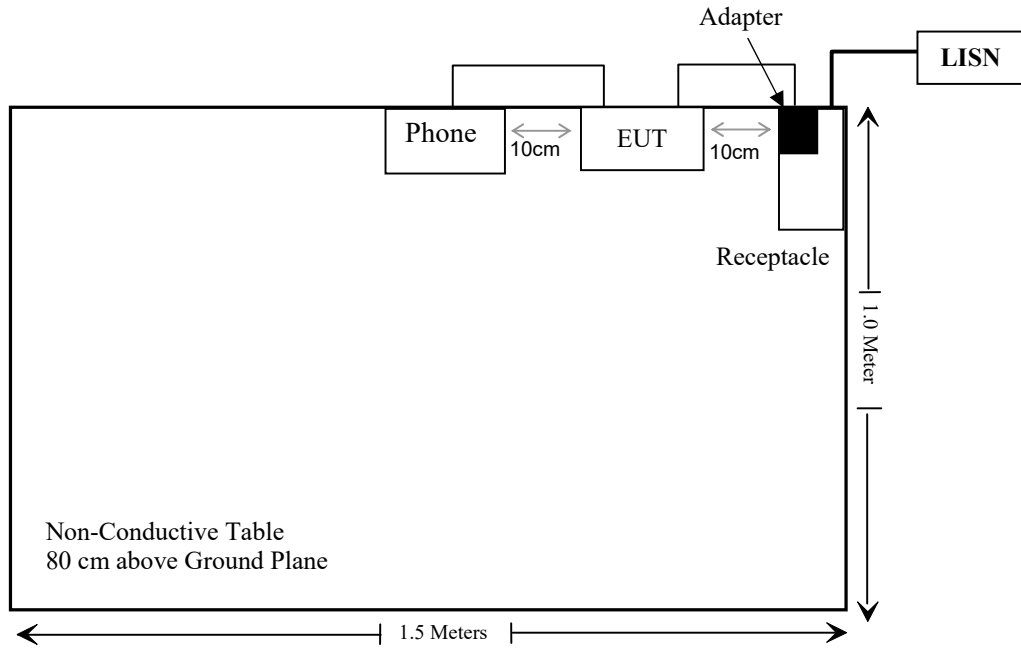 Adapter
LISN
Phone
10cm
EUT
10cm
Receptacle
1.0 Meter
Non-Conductive Table
80 cm above Ground Plane
1.5 Meters